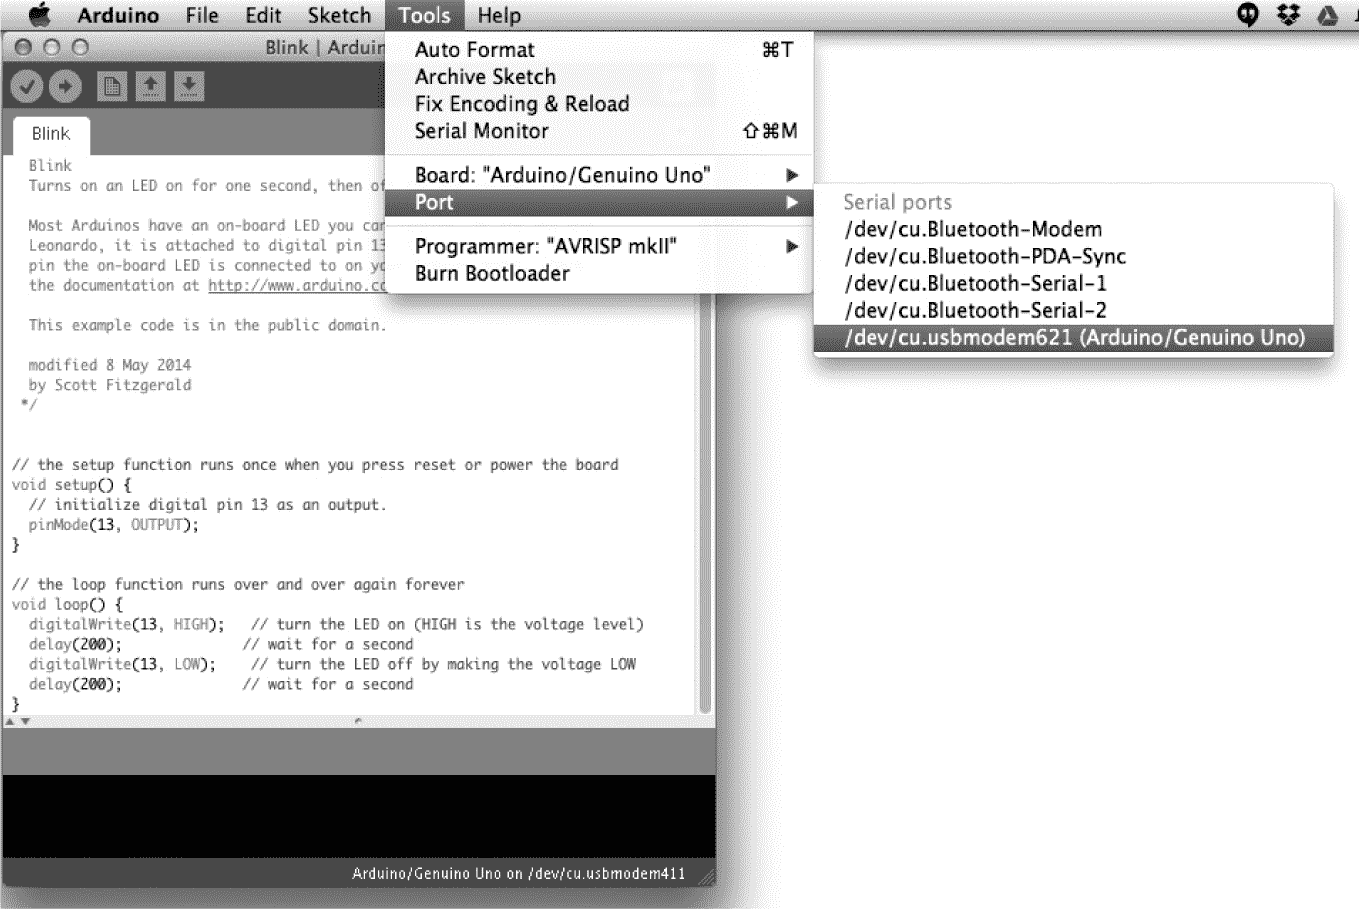 Arduino File Edit Sketch Tools Help
Blink | Arduin
Auto Format ⌘T
Archive Sketch
Fix Encoding & Reload
Serial Monitor ⇧⌘M
Board: "Arduino/Genuino Uno"
Port
Programmer: "AVRISP mkII"
Burn Bootloader
Serial ports
/dev/cu.Bluetooth-Modem
/dev/cu.Bluetooth-PDA-Sync
/dev/cu.Bluetooth-Serial-1
/dev/cu.Bluetooth-Serial-2
/dev/cu.usbmodem621 (Arduino/Genuino Uno)
Blink
Blink
Turns on an LED on for one second, then of
Most Arduinos have an on-board LED you can
Leonardo, it is attached to digital pin 13
pin the on-board LED is connected to on yo
the documentation at http://www.arduino.cc
This example code is in the public domain.
modified 8 May 2014
by Scott Fitzgerald
*/
// the setup function runs once when you press reset or power the board
void setup() {
// initialize digital pin 13 as an output.
pinMode(13, OUTPUT);
}
// the loop function runs over and over again forever
void loop() {
digitalWrite(13, HIGH); // turn the LED on (HIGH is the voltage level)
delay(200); // wait for a second
digitalWrite(13, LOW); // turn the LED off by making the voltage LOW
delay(200); // wait for a second
}
Arduino/Genuino Uno on /dev/cu.usbmodem411